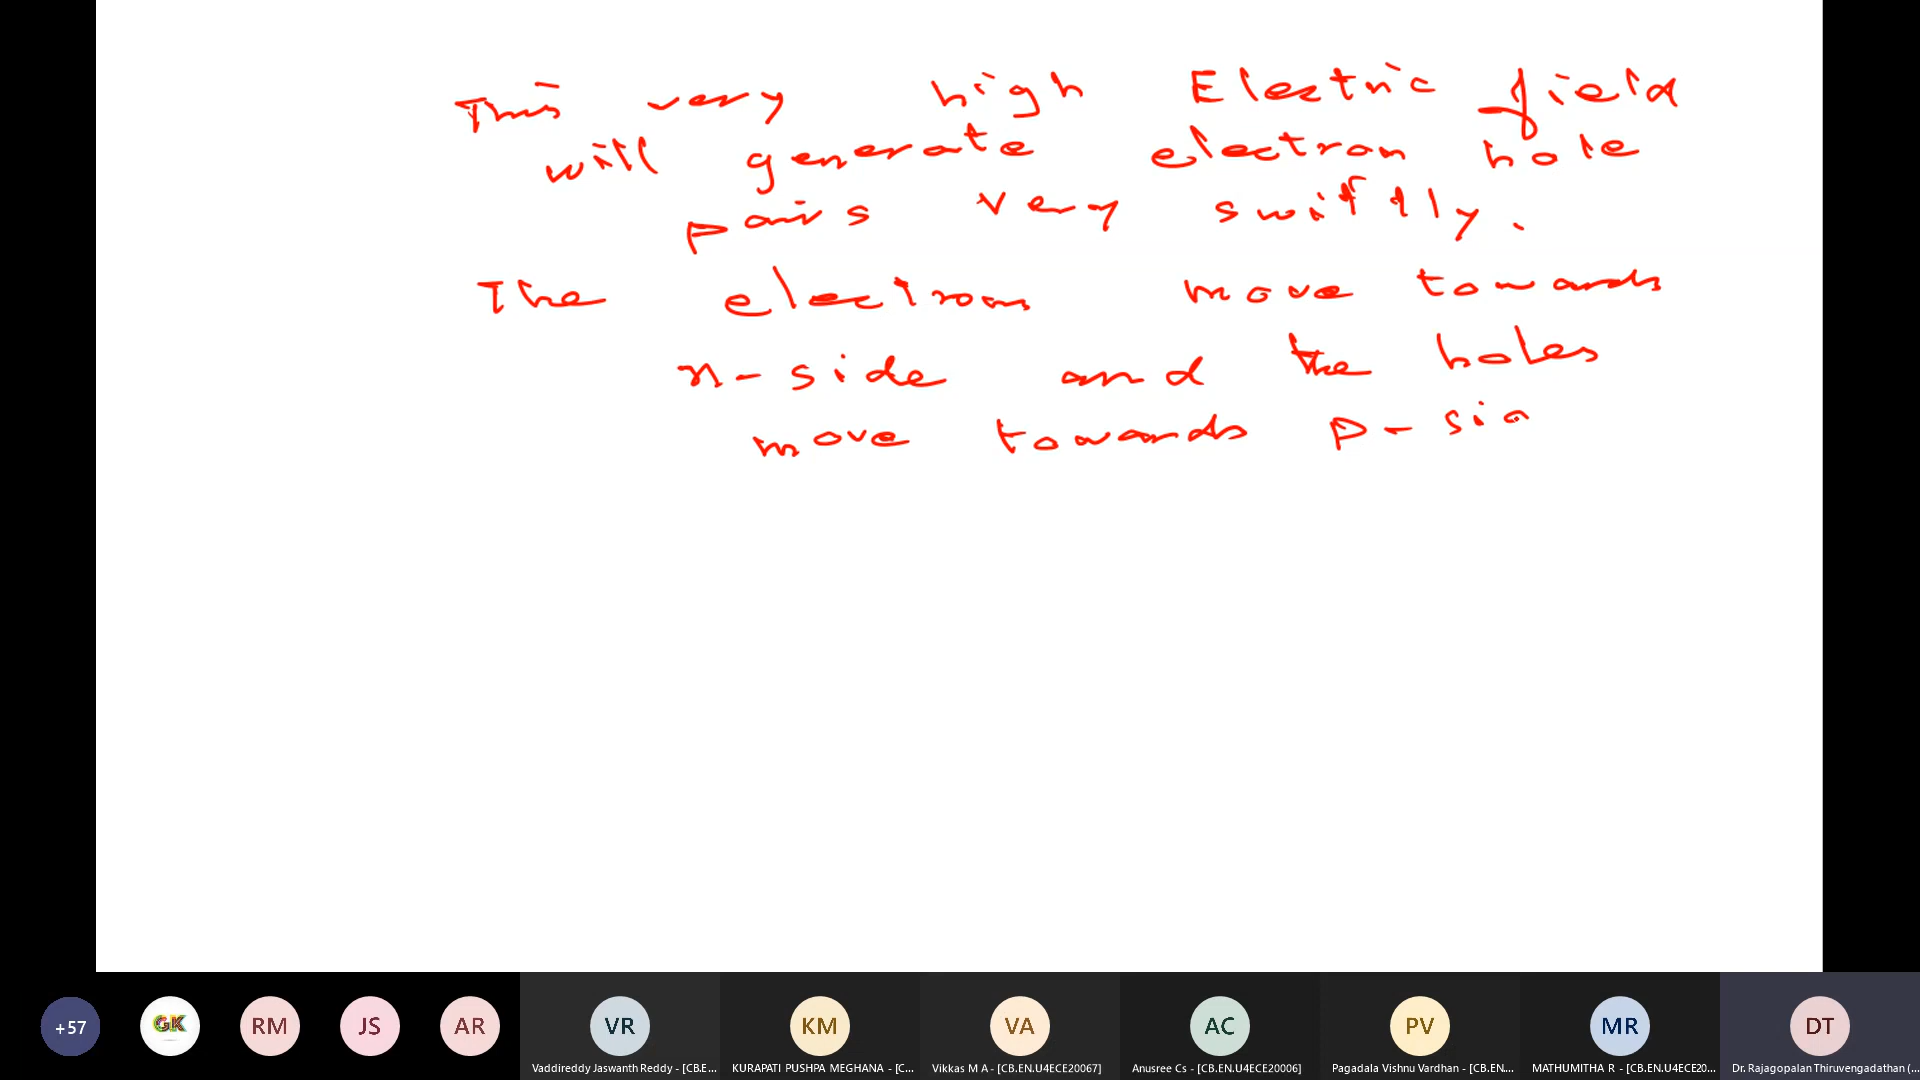 This very high Electric field
will generate electron hole
pairs very swiftly.
The electrons move towards
n-side and the holes
move towards p-sid
+57
GK
RM
JS
AR
VR
KM
VA
AC
PV
MR
DT
Vaddireddy Jaswanth Reddy - [CB.E...
KURAPATI PUSHPA MEGHANA - [C...
Vikkas M A - [CB.EN.U4ECE20067]
Anusree Cs - [CB.EN.U4ECE20006]
Pagadala Vishnu Vardhan - [CB.EN....
MATHUMITHA R - [CB.EN.U4ECE20...
Dr. Rajagopalan Thiruvengadathan (...